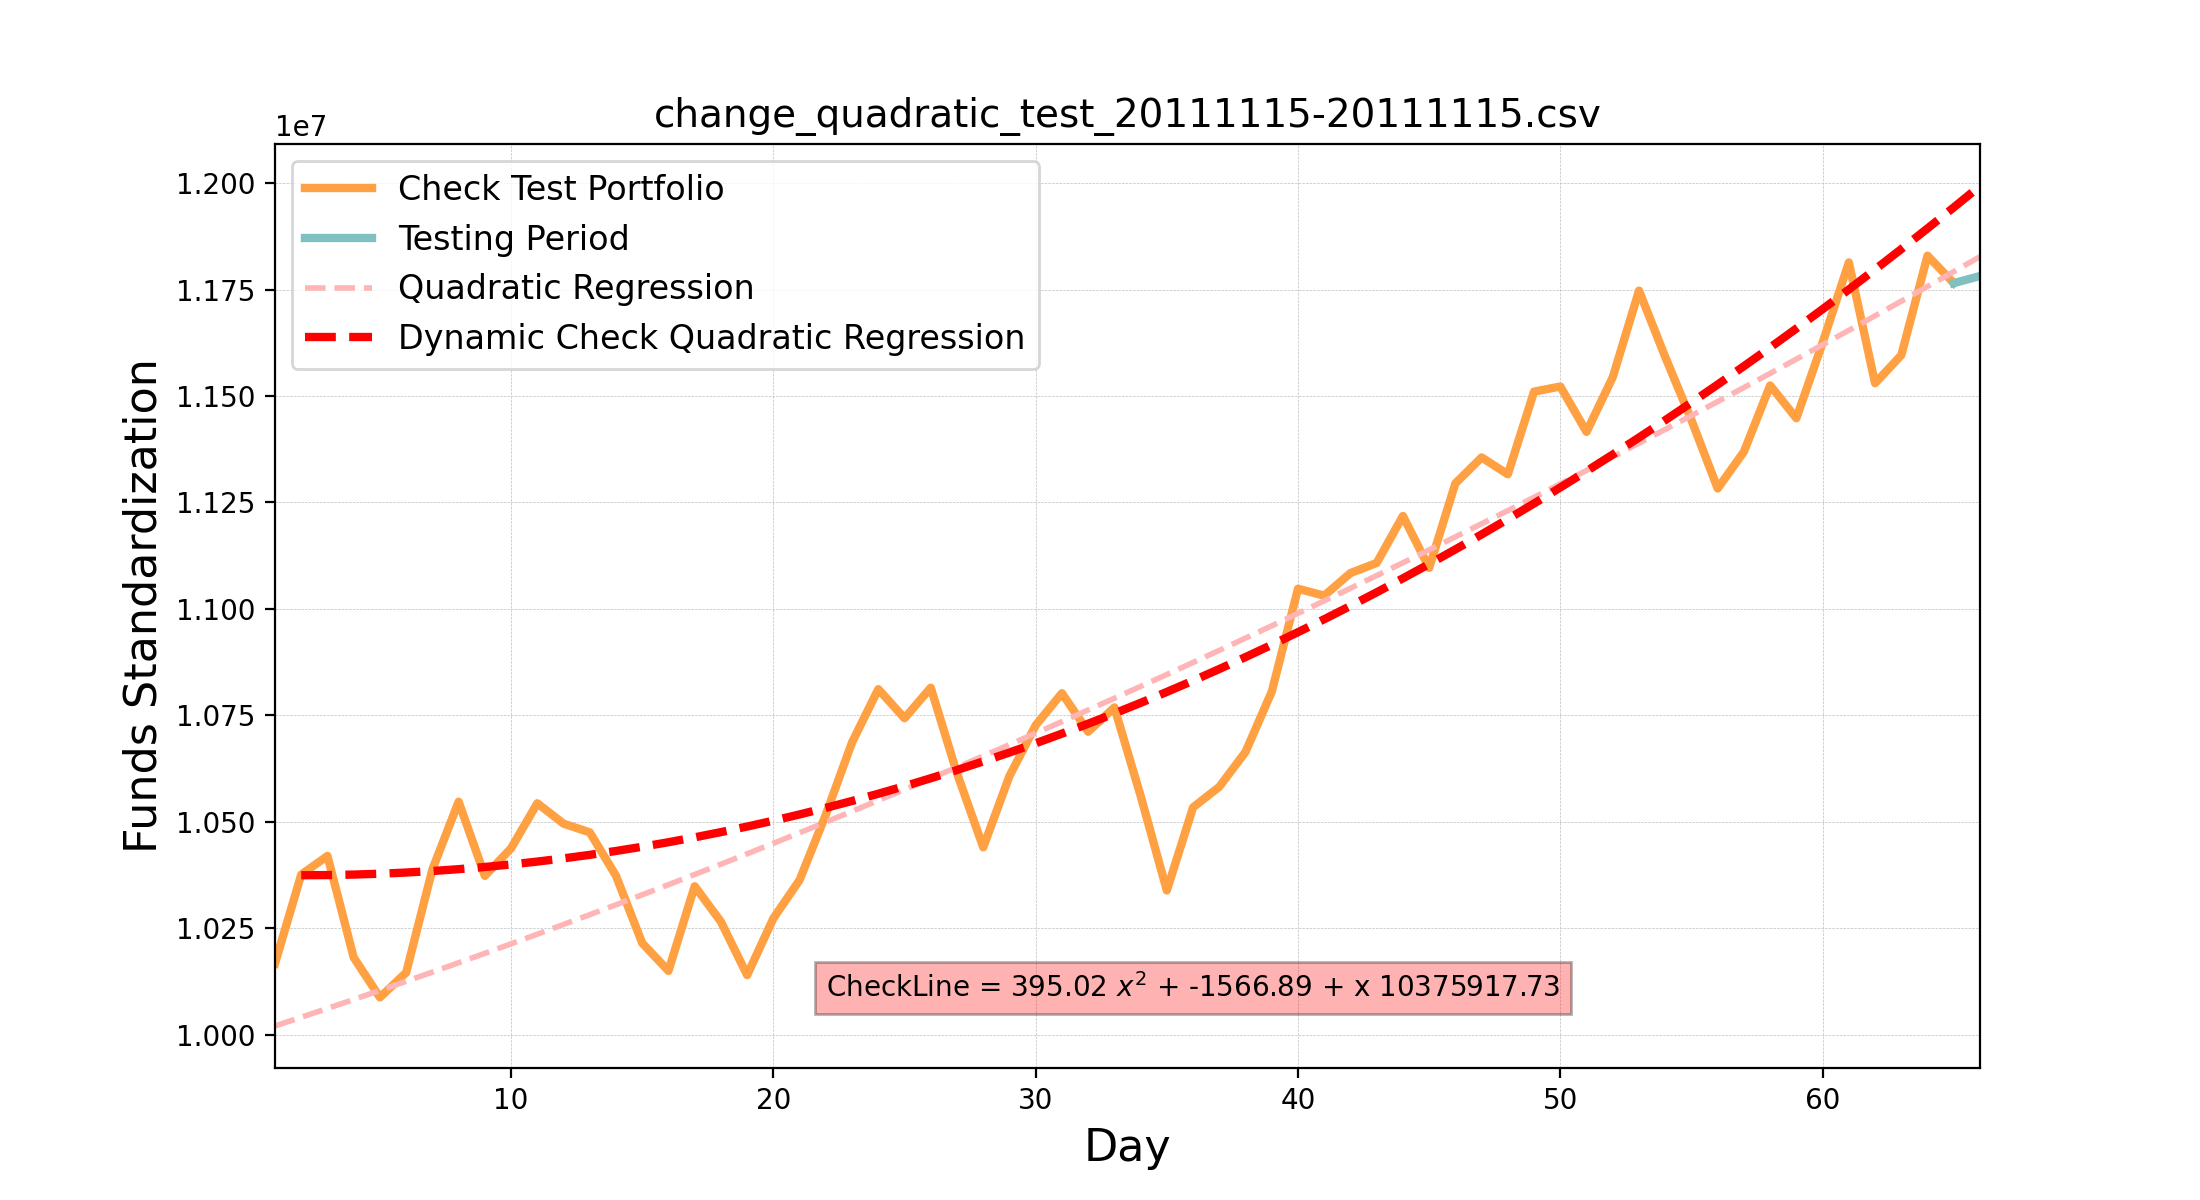 change_quadratic_test_20111115-20111115.csv
1e7
Check Test Portfolio
Testing Period
Quadratic Regression
Dynamic Check Quadratic Regression
1.200
1.175
1.150
1.125
1.100
1.075
1.050
1.025
1.000
Funds Standardization
CheckLine = 395.02 x² + -1566.89 + x 10375917.73
10 20 30 40 50 60
Day